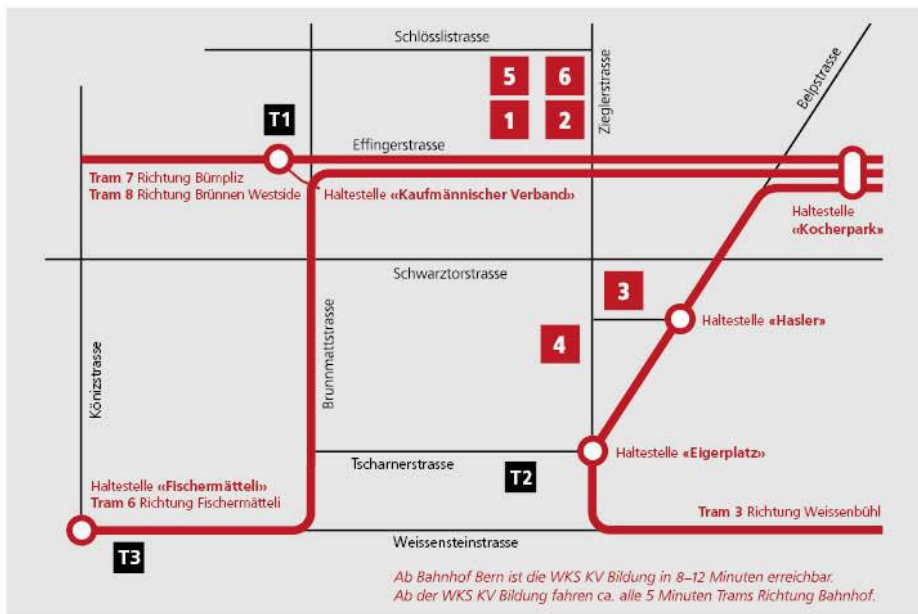 Schlösslistrasse
5
6
Zieglerstrasse
Belpstrasse
T1
1
2
Effingerstrasse
Tram 7 Richtung Bümpliz
Tram 8 Richtung Brünnen Westside
Haltestelle «Kaufmännischer Verband»
Haltestelle
«Kocherpark»
Schwarztorstrasse
3
Haltestelle «Hasler»
4
Könizstrasse
Brunnmattstrasse
Haltestelle «Eigerplatz»
Tscharnerstrasse
T2
Haltestelle «Fischermätteli»
Tram 6 Richtung Fischermätteli
Tram 3 Richtung Weissenbühl
T3
Weissensteinstrasse
Ab Bahnhof Bern ist die WKS KV Bildung in 8–12 Minuten erreichbar.
Ab der WKS KV Bildung fahren ca. alle 5 Minuten Trams Richtung Bahnhof.